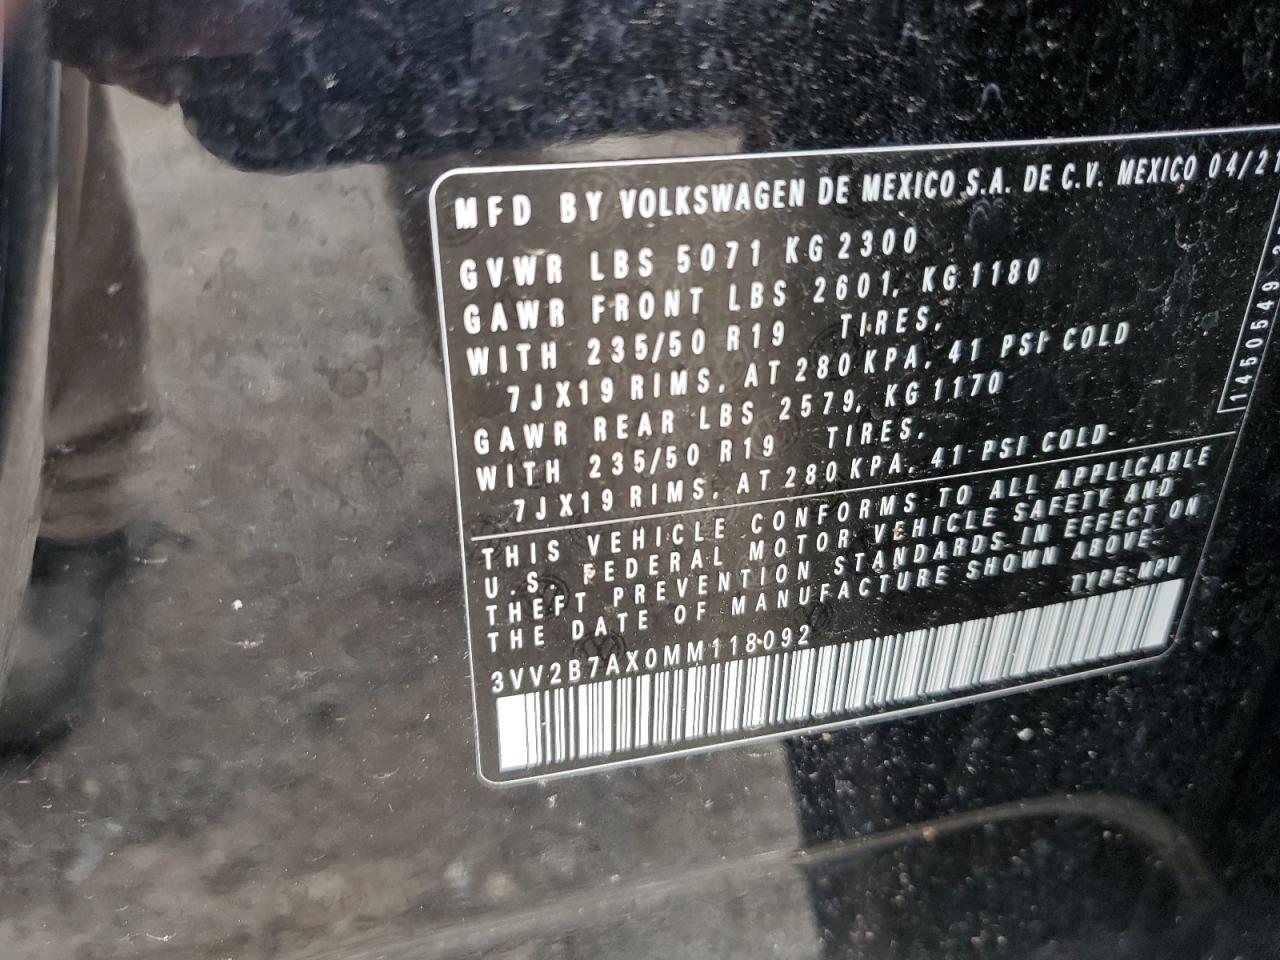 MFD BY VOLKSWAGEN DE MEXICO S.A. DE C.V. MEXICO 04/21
GVWR LBS 5071 KG 2300
GAWR FRONT LBS 2601, KG 1180
WITH 235/50 R19 TIRES,
7JX19 RIMS, AT 280 KPA, 41 PSI COLD
GAWR REAR LBS 2579, KG 1170
WITH 235/50 R19 TIRES,
7JX19 RIMS, AT 280 KPA, 41 PSI COLD
THIS VEHICLE CONFORMS TO ALL APPLICABLE
U.S. FEDERAL MOTOR VEHICLE SAFETY AND
THEFT PREVENTION STANDARDS IN EFFECT ON
THE DATE OF MANUFACTURE SHOWN ABOVE.
TYPE:MPV
3VV2B7AX0MM118092
1450549